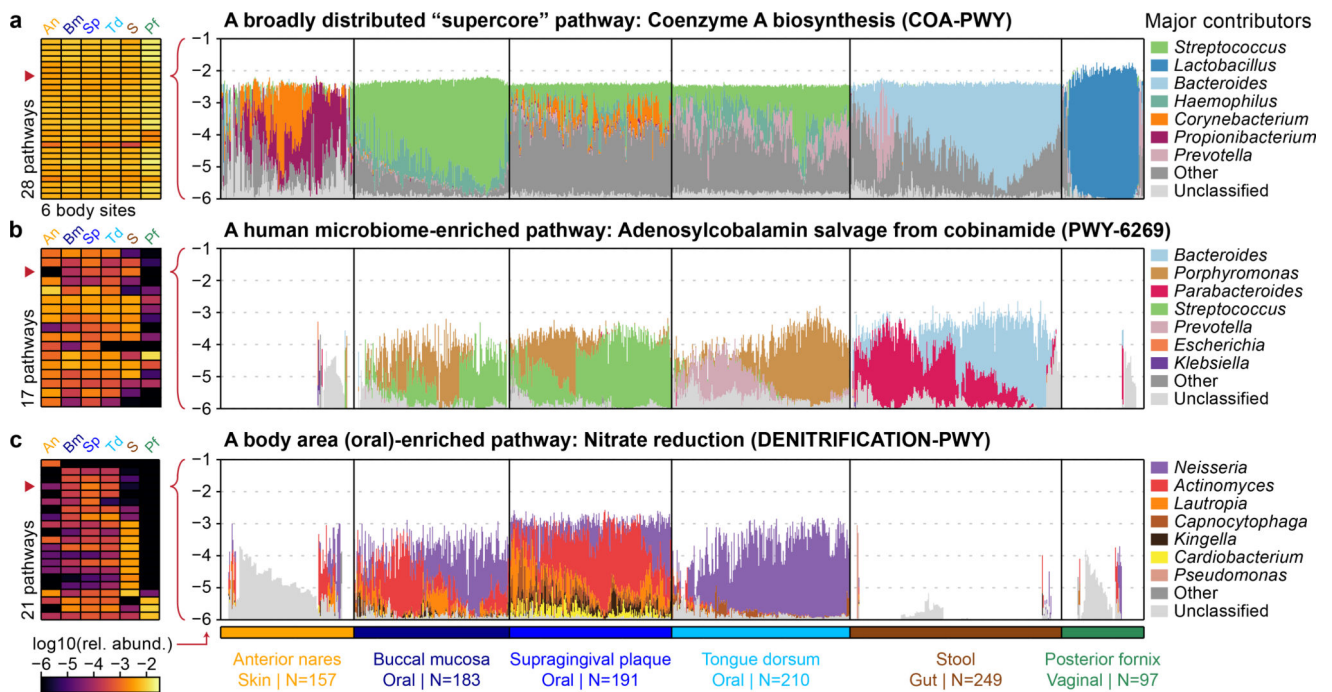 a
A broadly distributed “supercore” pathway: Coenzyme A biosynthesis (COA-PWY)
An Bm Sp Td S Pf
28 pathways
6 body sites
−1
−2
−3
−4
−5
−6
Major contributors
Streptococcus
Lactobacillus
Bacteroides
Haemophilus
Corynebacterium
Propionibacterium
Prevotella
Other
Unclassified
b
A human microbiome-enriched pathway: Adenosylcobalamin salvage from cobinamide (PWY-6269)
An Bm Sp Td S Pf
17 pathways
−1
−2
−3
−4
−5
−6
Bacteroides
Porphyromonas
Parabacteroides
Streptococcus
Prevotella
Escherichia
Klebsiella
Other
Unclassified
c
A body area (oral)-enriched pathway: Nitrate reduction (DENITRIFICATION-PWY)
An Bm Sp Td S Pf
21 pathways
−1
−2
−3
−4
−5
−6
Neisseria
Actinomyces
Lautropia
Capnocytophaga
Kingella
Cardiobacterium
Pseudomonas
Other
Unclassified
log10(rel. abund.)
−6 −5 −4 −3 −2
Anterior nares
Skin | N=157
Buccal mucosa
Oral | N=183
Supragingival plaque
Oral | N=191
Tongue dorsum
Oral | N=210
Stool
Gut | N=249
Posterior fornix
Vaginal | N=97